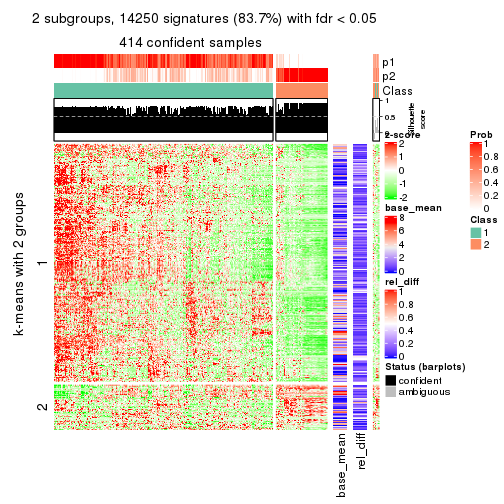 2 subgroups, 14250 signatures (83.7%) with fdr < 0.05
414 confident samples
p1
p2
Class
1
0.5
0
Silhouette
score
k-means with 2 groups
1
2
base_mean
rel_diff
z-score
2
1
0
-1
-2
base_mean
8
6
4
2
0
rel_diff
1
0.8
0.6
0.4
0.2
0
Status (barplots)
confident
ambiguous
Prob
1
0.8
0.6
0.4
0.2
0
Class
1
2